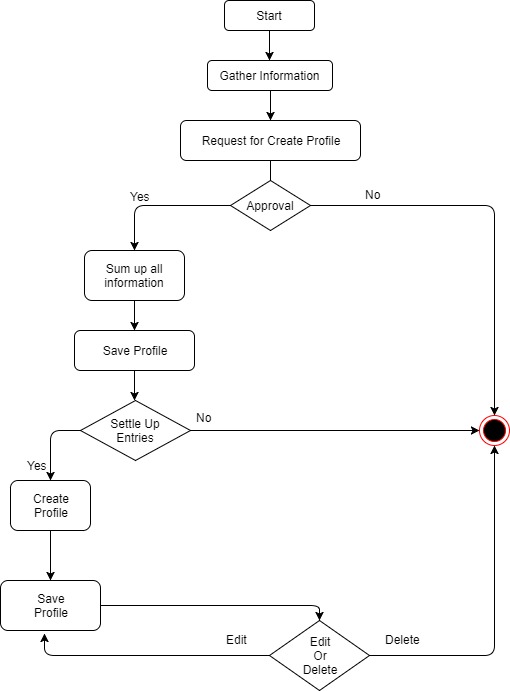 Start
Gather Information
Request for Create Profile
Yes
Approval
No
Sum up all
information
Save Profile
Settle Up
Entries
No
Yes
Create
Profile
Save
Profile
Edit
Edit
Or
Delete
Delete